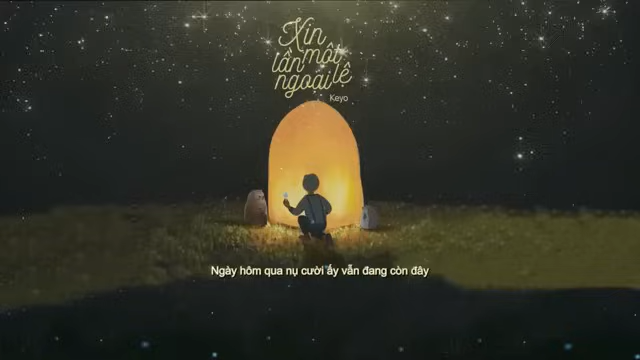 Xin
một
lần
ngoại lệ
Keyo
Ngày hôm qua nụ cười ấy vẫn đang còn đây